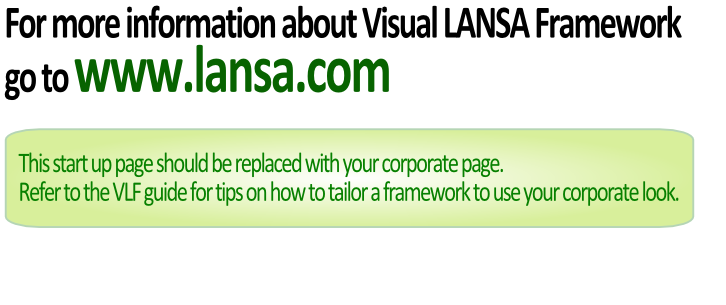 For more information about Visual LANSA Framework
go to www.lansa.com
This start up page should be replaced with your corporate page.
Refer to the VLF guide for tips on how to tailor a framework to use your corporate look.